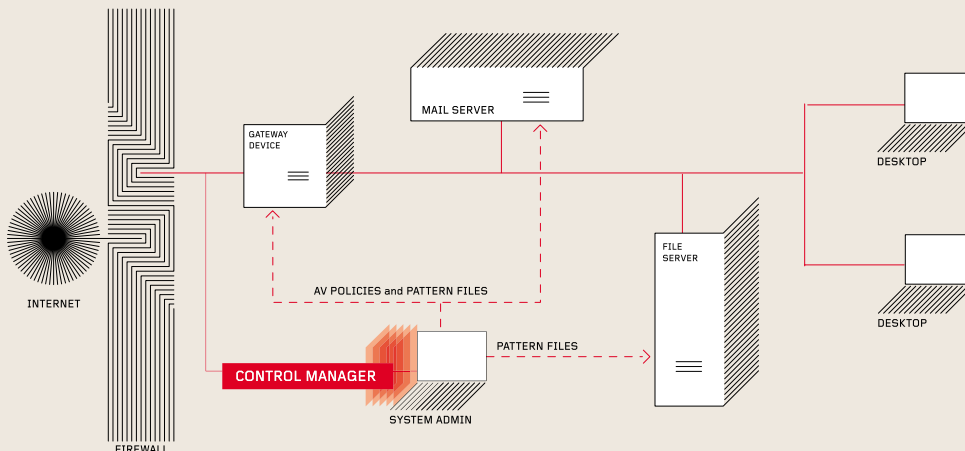 MAIL SERVER
GATEWAY
DEVICE
DESKTOP
FILE
SERVER
INTERNET
AV POLICIES and PATTERN FILES
DESKTOP
PATTERN FILES
CONTROL MANAGER
SYSTEM ADMIN
FIREWALL